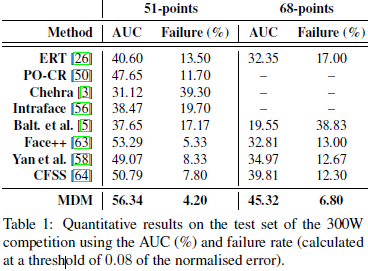 51-points 68-points
Method AUC Failure (%) AUC Failure (%)
ERT [26] 40.60 13.50 32.35 17.00
PO-CR [50] 47.65 11.70 – –
Chehra [3] 31.12 39.30 – –
Intraface [56] 38.47 19.70 – –
Balt. et al. [5] 37.65 17.17 19.55 38.83
Face++ [63] 53.29 5.33 32.81 13.00
Yan et al. [58] 49.07 8.33 34.97 12.67
CFSS [64] 50.79 7.80 39.81 12.30
MDM 56.34 4.20 45.32 6.80
Table 1: Quantitative results on the test set of the 300W
competition using the AUC (%) and failure rate (calculated
at a threshold of 0.08 of the normalised error).